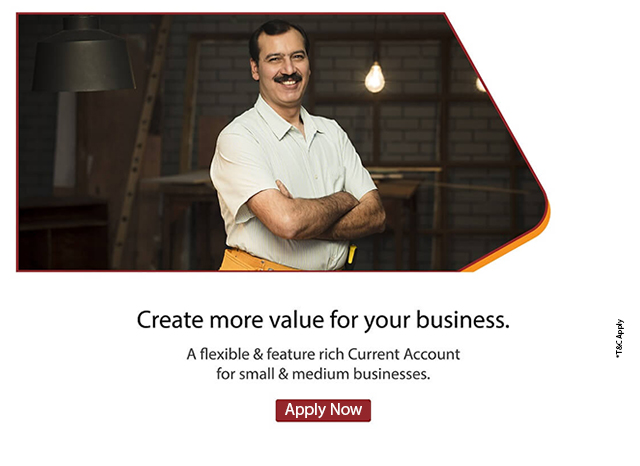 Create more value for your business.
A flexible & feature rich Current Account
for small & medium businesses.
Apply Now
*T&C Apply